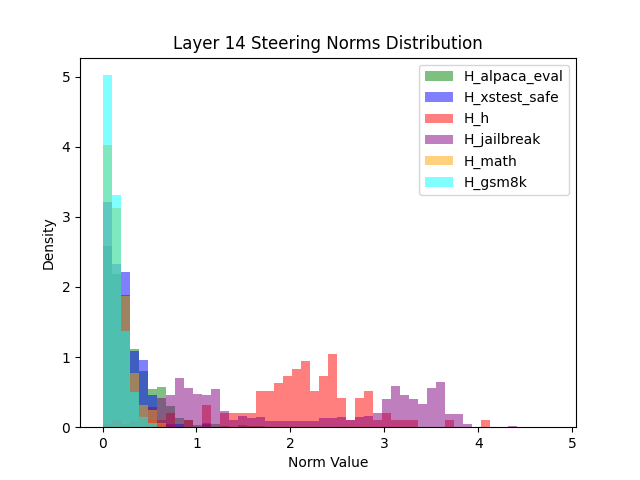 Layer 14 Steering Norms Distribution
H_alpaca_eval
H_xstest_safe
H_h
H_jailbreak
H_math
H_gsm8k
Density
5
4
3
2
1
0
0 1 2 3 4 5
Norm Value